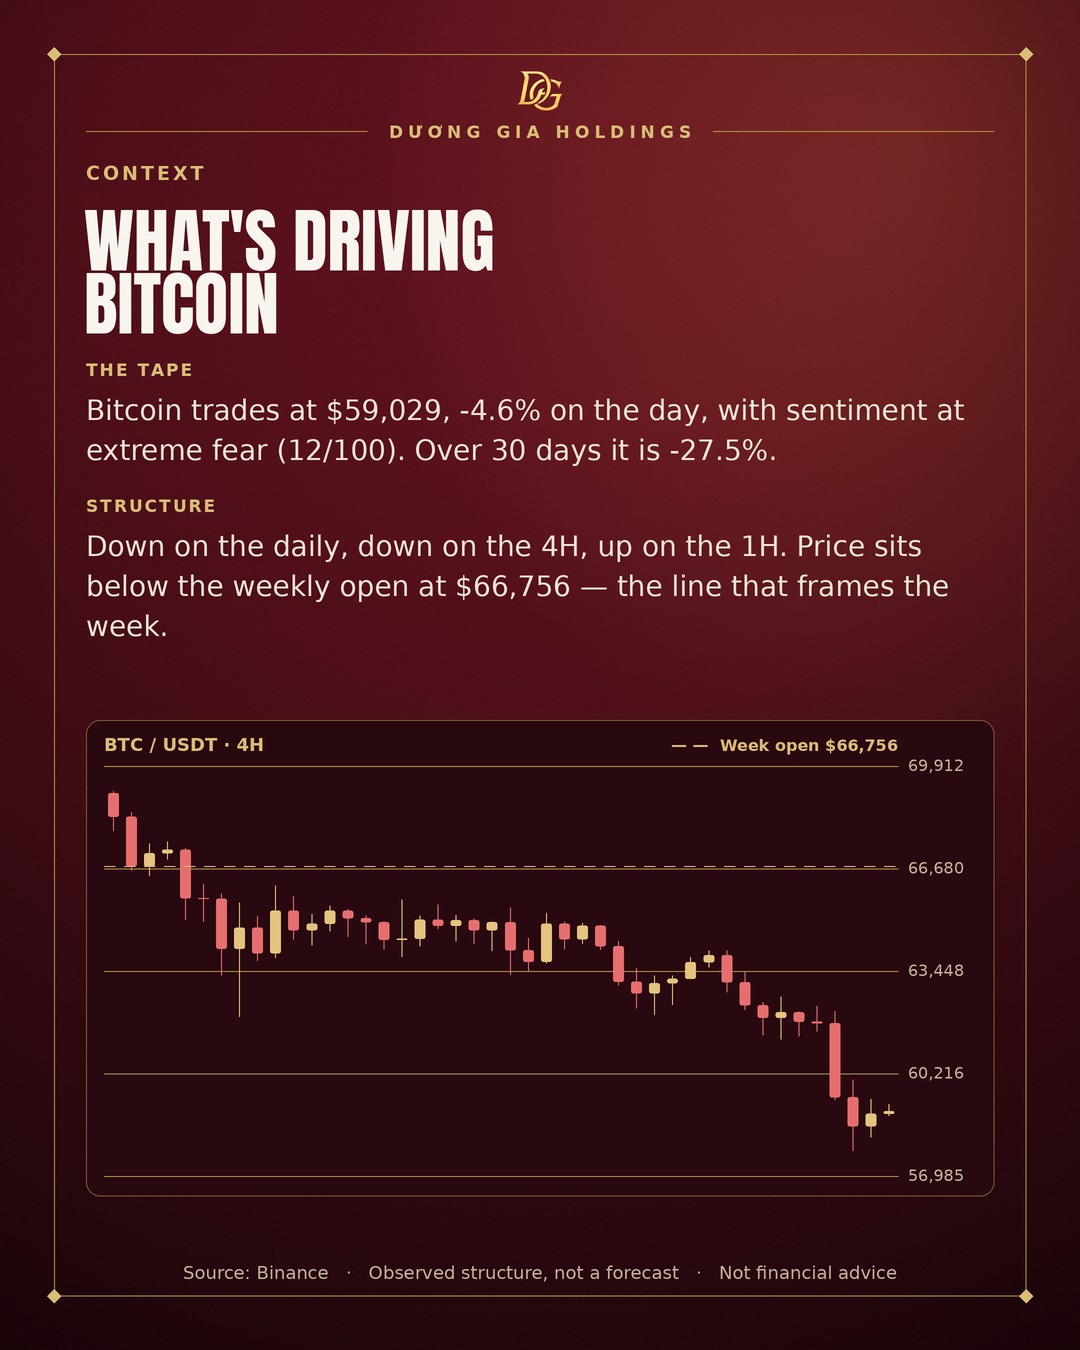 DG
DƯƠNG GIA HOLDINGS
CONTEXT
WHAT'S DRIVING
BITCOIN
THE TAPE
Bitcoin trades at $59,029, -4.6% on the day, with sentiment at
extreme fear (12/100). Over 30 days it is -27.5%.
STRUCTURE
Down on the daily, down on the 4H, up on the 1H. Price sits
below the weekly open at $66,756 — the line that frames the
week.
BTC / USDT · 4H
— — Week open $66,756
69,912
66,680
63,448
60,216
56,985
Source: Binance · Observed structure, not a forecast · Not financial advice